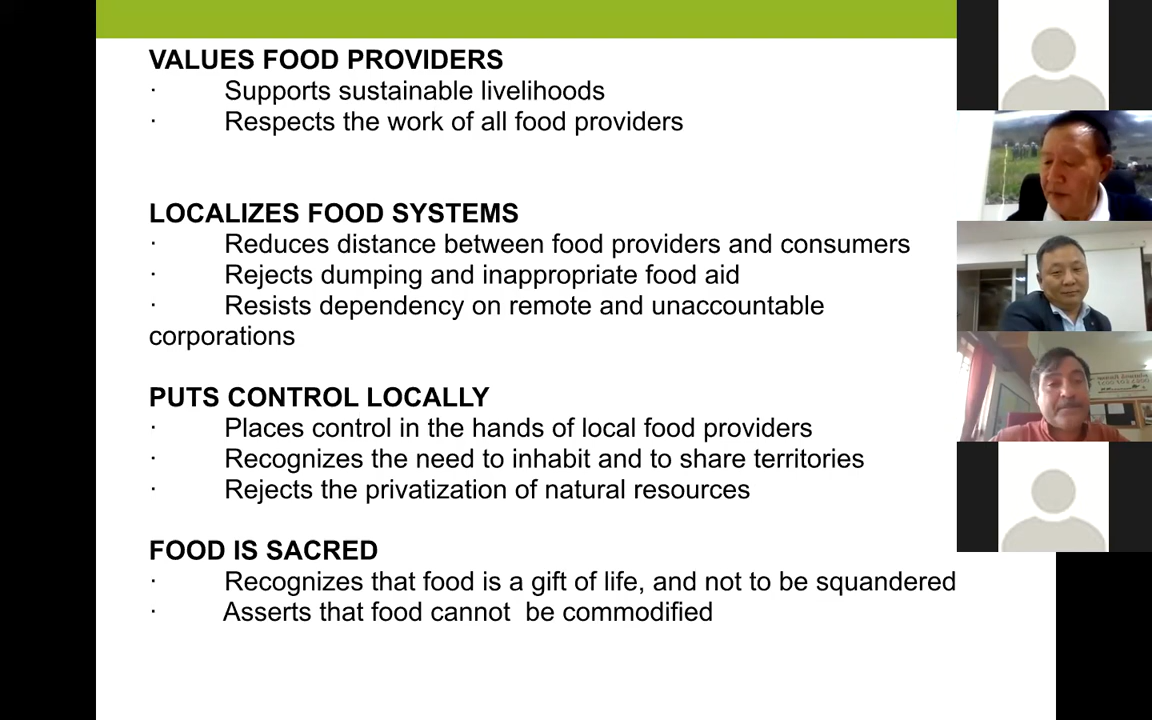 VALUES FOOD PROVIDERS
· Supports sustainable livelihoods
· Respects the work of all food providers
LOCALIZES FOOD SYSTEMS
· Reduces distance between food providers and consumers
· Rejects dumping and inappropriate food aid
· Resists dependency on remote and unaccountable
corporations
PUTS CONTROL LOCALLY
· Places control in the hands of local food providers
· Recognizes the need to inhabit and to share territories
· Rejects the privatization of natural resources
FOOD IS SACRED
· Recognizes that food is a gift of life, and not to be squandered
· Asserts that food cannot  be commodified